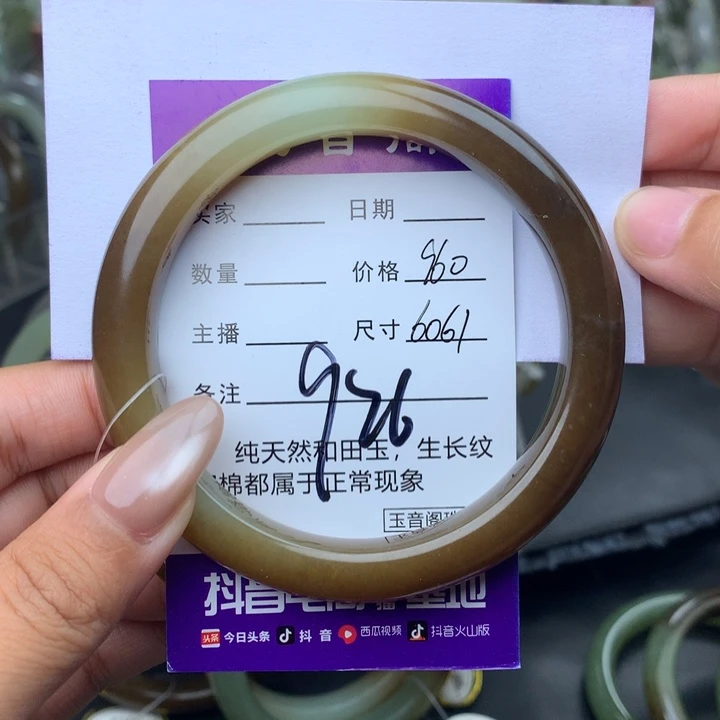 音
买家 日期
数量 价格 960
主播 尺寸 6061
备注 926
纯天然和田玉，生长纹
棉都属于正常现象
玉音阁珠
抖音电商直播基地
头条 今日头条 抖音 西瓜视频 抖音火山版